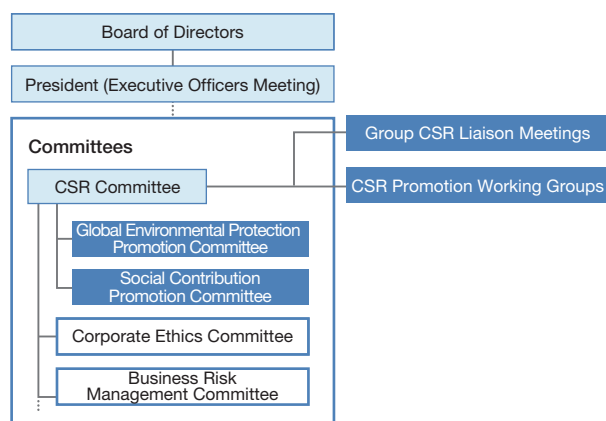 Board of Directors
President (Executive Officers Meeting)
Committees
Group CSR Liaison Meetings
CSR Committee
CSR Promotion Working Groups
Global Environmental Protection
Promotion Committee
Social Contribution
Promotion Committee
Corporate Ethics Committee
Business Risk
Management Committee